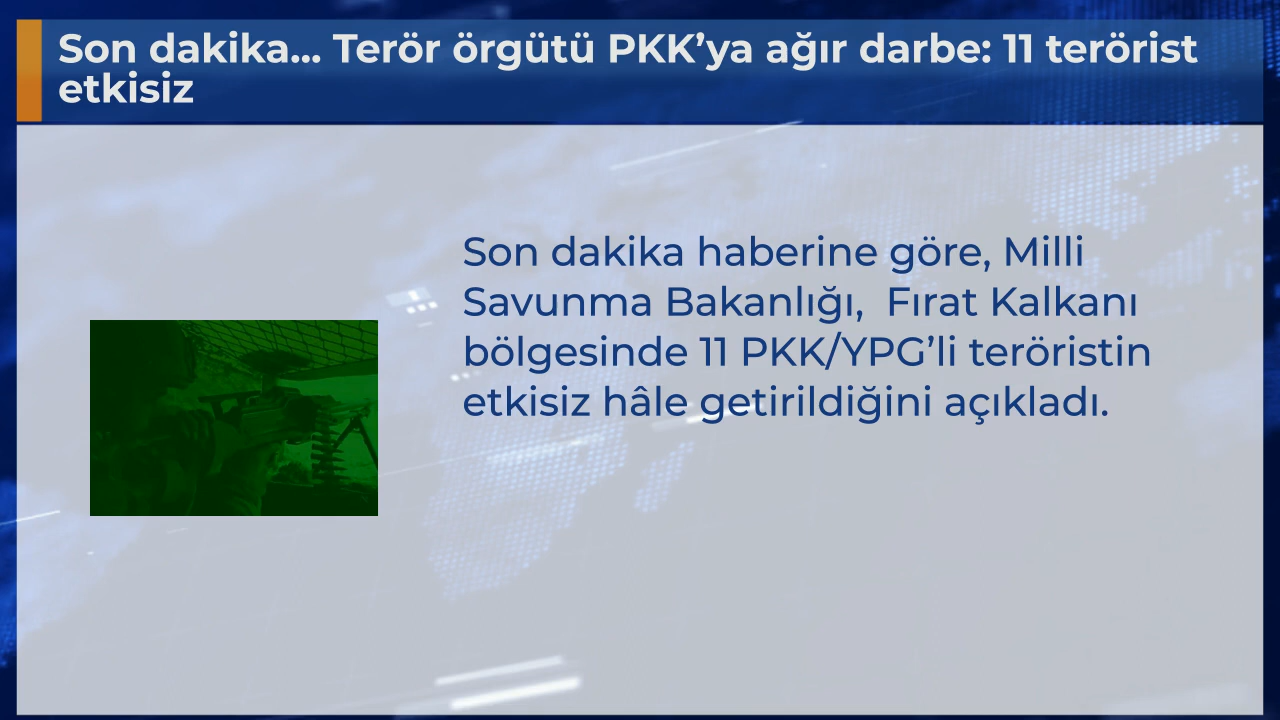 Son dakika... Terör örgütü PKK’ya ağır darbe: 11 terörist
etkisiz
Son dakika haberine göre, Milli
Savunma Bakanlığı,  Fırat Kalkanı
bölgesinde 11 PKK/YPG’li teröristin
etkisiz hâle getirildiğini açıkladı.